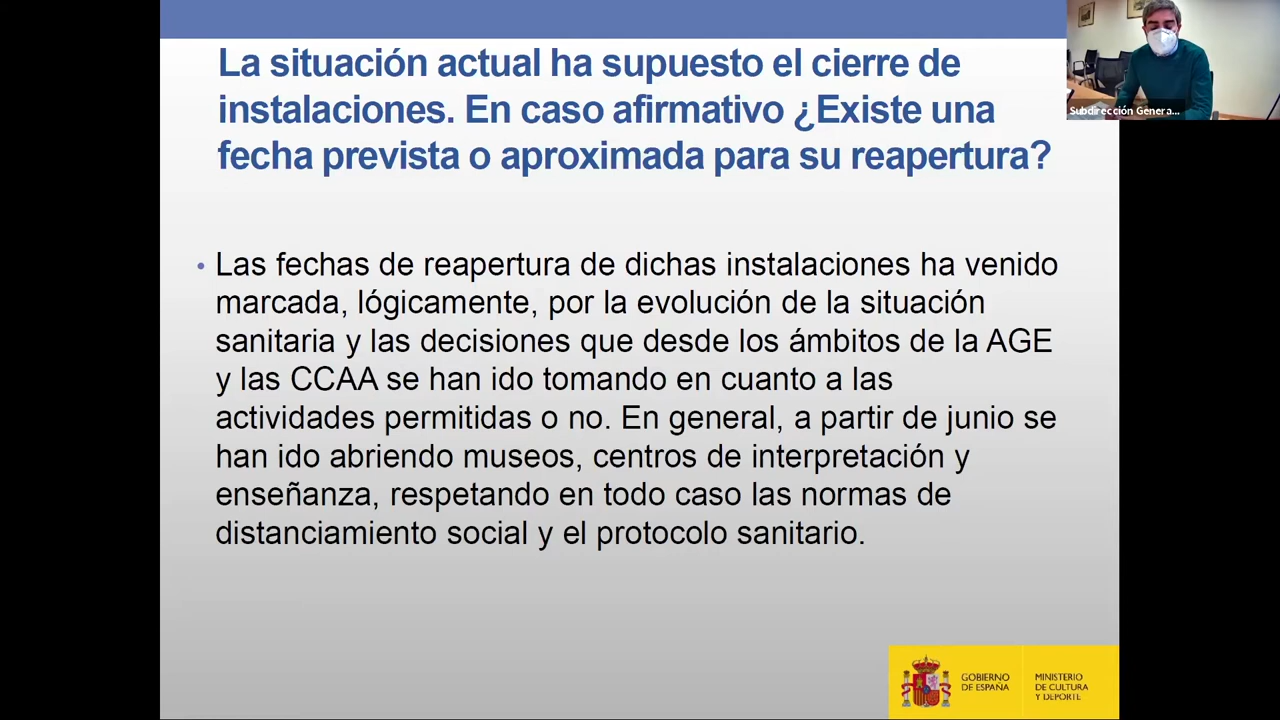 La situación actual ha supuesto el cierre de
instalaciones. En caso afirmativo ¿Existe una
fecha prevista o aproximada para su reapertura?
Subdirección Genera...
• Las fechas de reapertura de dichas instalaciones ha venido
marcada, lógicamente, por la evolución de la situación
sanitaria y las decisiones que desde los ámbitos de la AGE
y las CCAA se han ido tomando en cuanto a las
actividades permitidas o no. En general, a partir de junio se
han ido abriendo museos, centros de interpretación y
enseñanza, respetando en todo caso las normas de
distanciamiento social y el protocolo sanitario.
GOBIERNO
DE ESPAÑA
MINISTERIO
DE CULTURA
Y DEPORTE